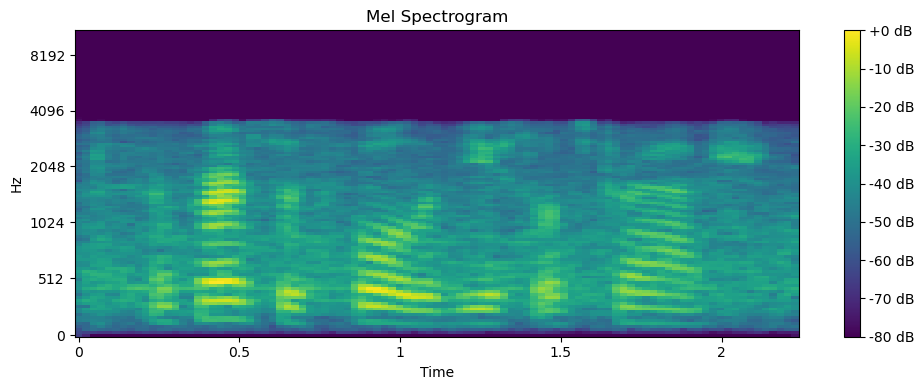 Mel Spectrogram
8192
4096
2048
1024
512
0
Hz
0
0.5
1
1.5
2
Time
+0 dB
-10 dB
-20 dB
-30 dB
-40 dB
-50 dB
-60 dB
-70 dB
-80 dB